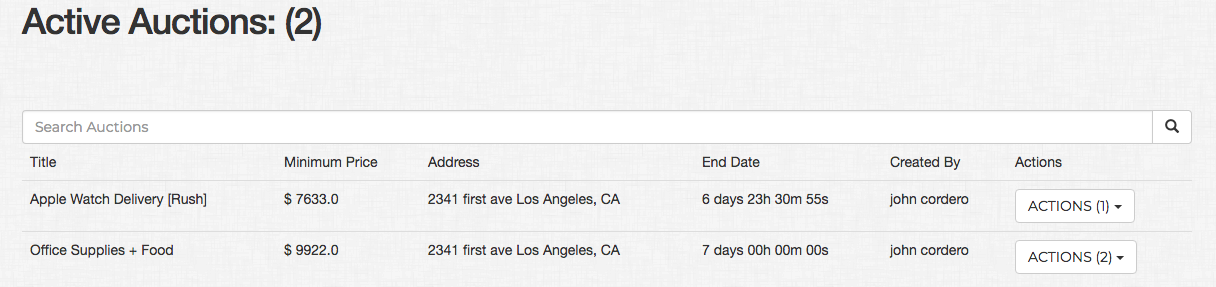 Active Auctions: (2)
Search Auctions
Title Minimum Price Address End Date Created By Actions
Apple Watch Delivery [Rush] $ 7633.0 2341 first ave Los Angeles, CA 6 days 23h 30m 55s john cordero ACTIONS (1)
Office Supplies + Food $ 9922.0 2341 first ave Los Angeles, CA 7 days 00h 00m 00s john cordero ACTIONS (2)